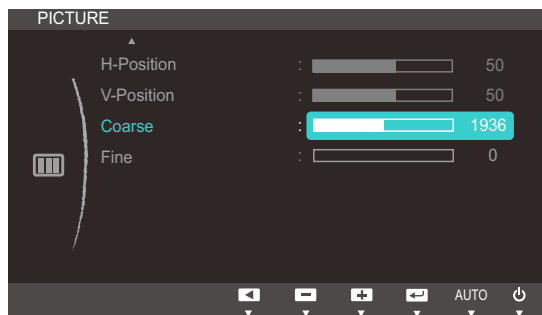 PICTURE
H-Position : 50
V-Position : 50
Coarse : 1936
Fine : 0
AUTO